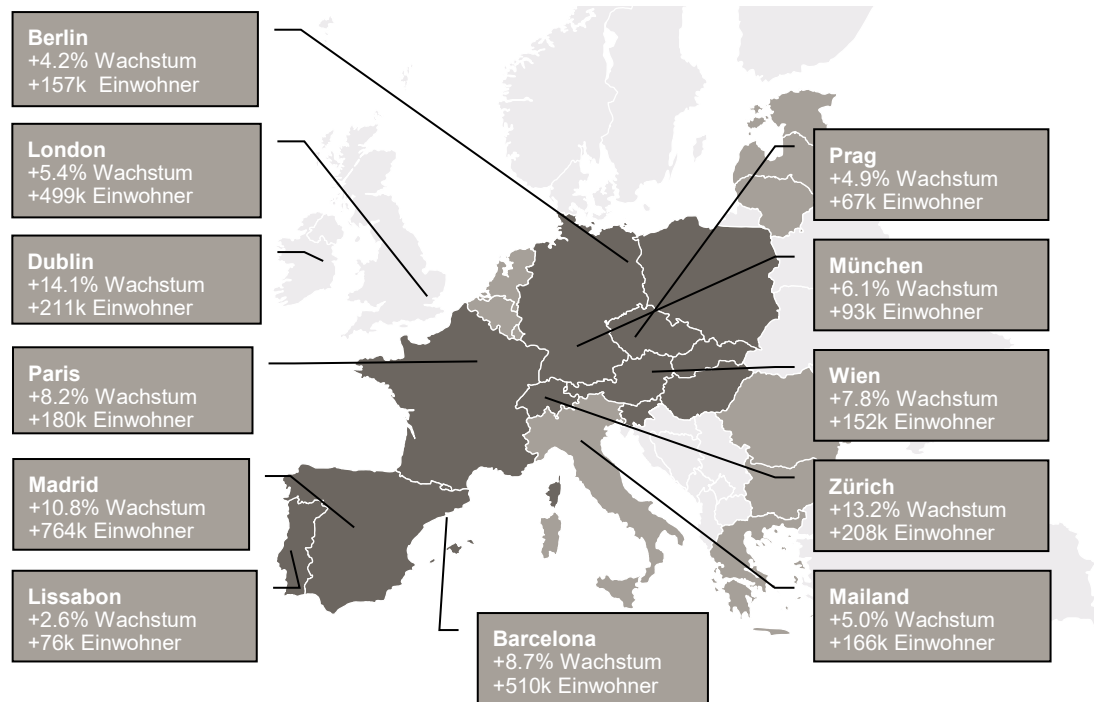 Berlin
+4.2% Wachstum
+157k  Einwohner
London
+5.4% Wachstum
+499k Einwohner
Dublin
+14.1% Wachstum
+211k Einwohner
Paris
+8.2% Wachstum
+180k Einwohner
Madrid
+10.8% Wachstum
+764k Einwohner
Lissabon
+2.6% Wachstum
+76k Einwohner
Barcelona
+8.7% Wachstum
+510k Einwohner
Prag
+4.9% Wachstum
+67k Einwohner
München
+6.1% Wachstum
+93k Einwohner
Wien
+7.8% Wachstum
+152k Einwohner
Zürich
+13.2% Wachstum
+208k Einwohner
Mailand
+5.0% Wachstum
+166k Einwohner